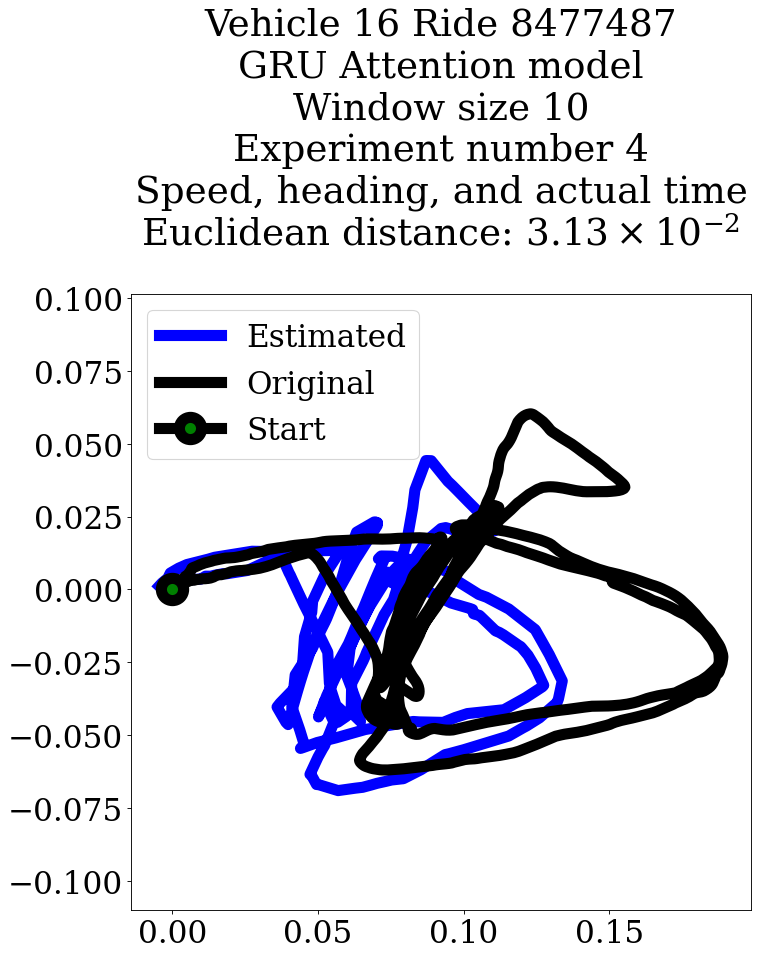 Vehicle 16 Ride 8477487
GRU Attention model
Window size 10
Experiment number 4
Speed, heading, and actual time
Euclidean distance: 3.13 × 10⁻²
0.100
0.075
0.050
0.025
0.000
−0.025
−0.050
−0.075
−0.100
Estimated
Original
Start
0.00 0.05 0.10 0.15